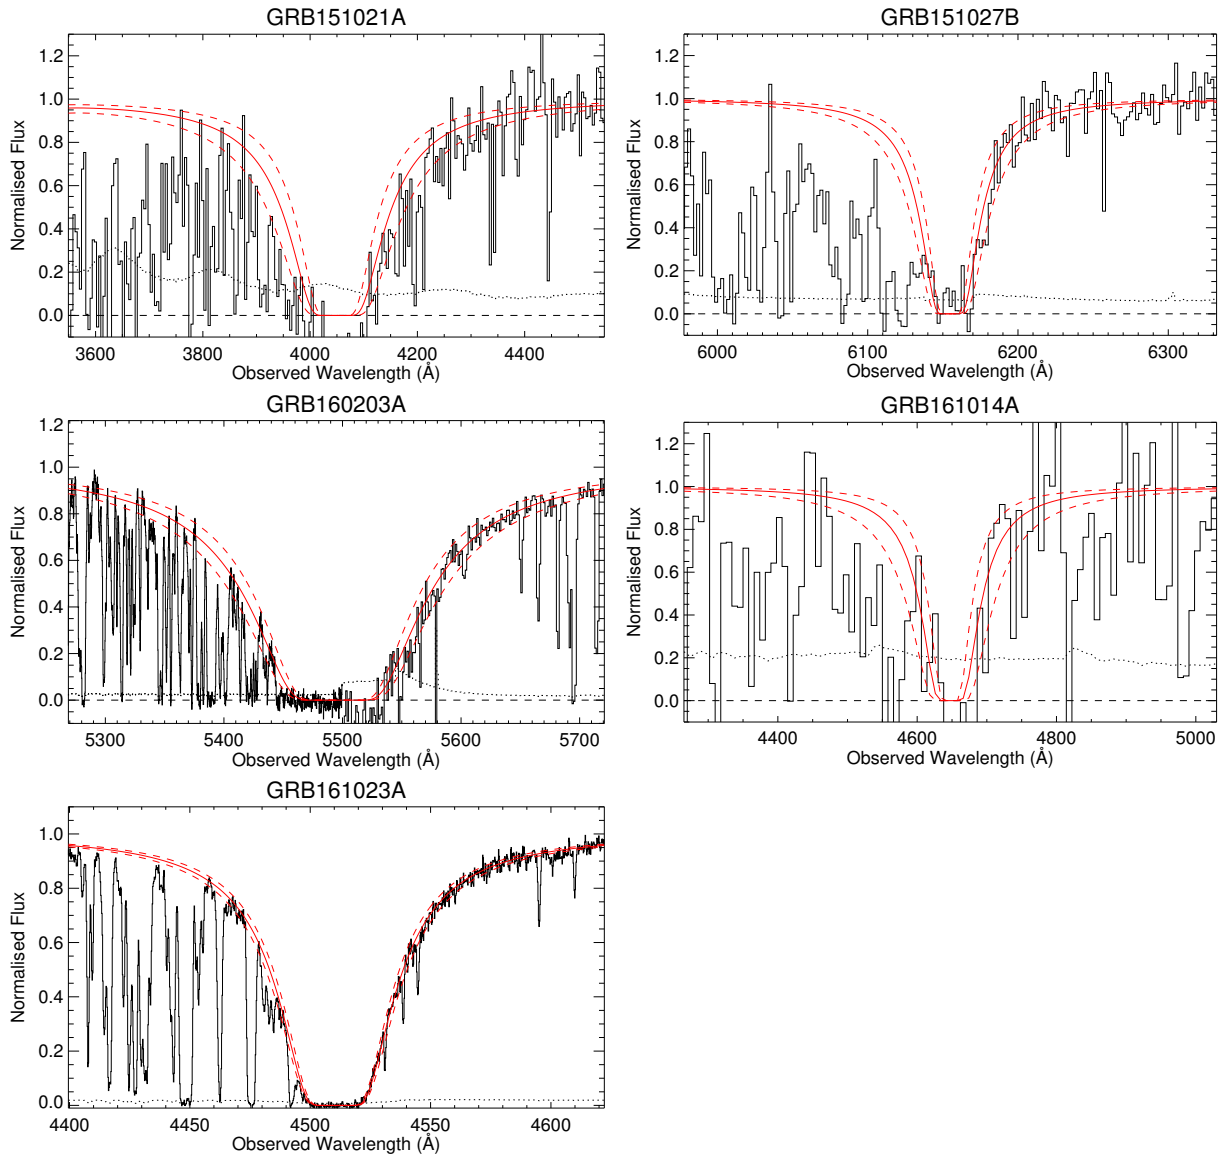 GRB151021A
1.2
1.0
0.8
0.6
0.4
0.2
0.0
Normalised Flux
3600 3800 4000 4200 4400
Observed Wavelength (Å)
GRB151027B
1.2
1.0
0.8
0.6
0.4
0.2
0.0
Normalised Flux
6000 6100 6200 6300
Observed Wavelength (Å)
GRB160203A
1.2
1.0
0.8
0.6
0.4
0.2
0.0
Normalised Flux
5300 5400 5500 5600 5700
Observed Wavelength (Å)
GRB161014A
1.2
1.0
0.8
0.6
0.4
0.2
0.0
Normalised Flux
4400 4600 4800 5000
Observed Wavelength (Å)
GRB161023A
1.0
0.8
0.6
0.4
0.2
0.0
Normalised Flux
4400 4450 4500 4550 4600
Observed Wavelength (Å)